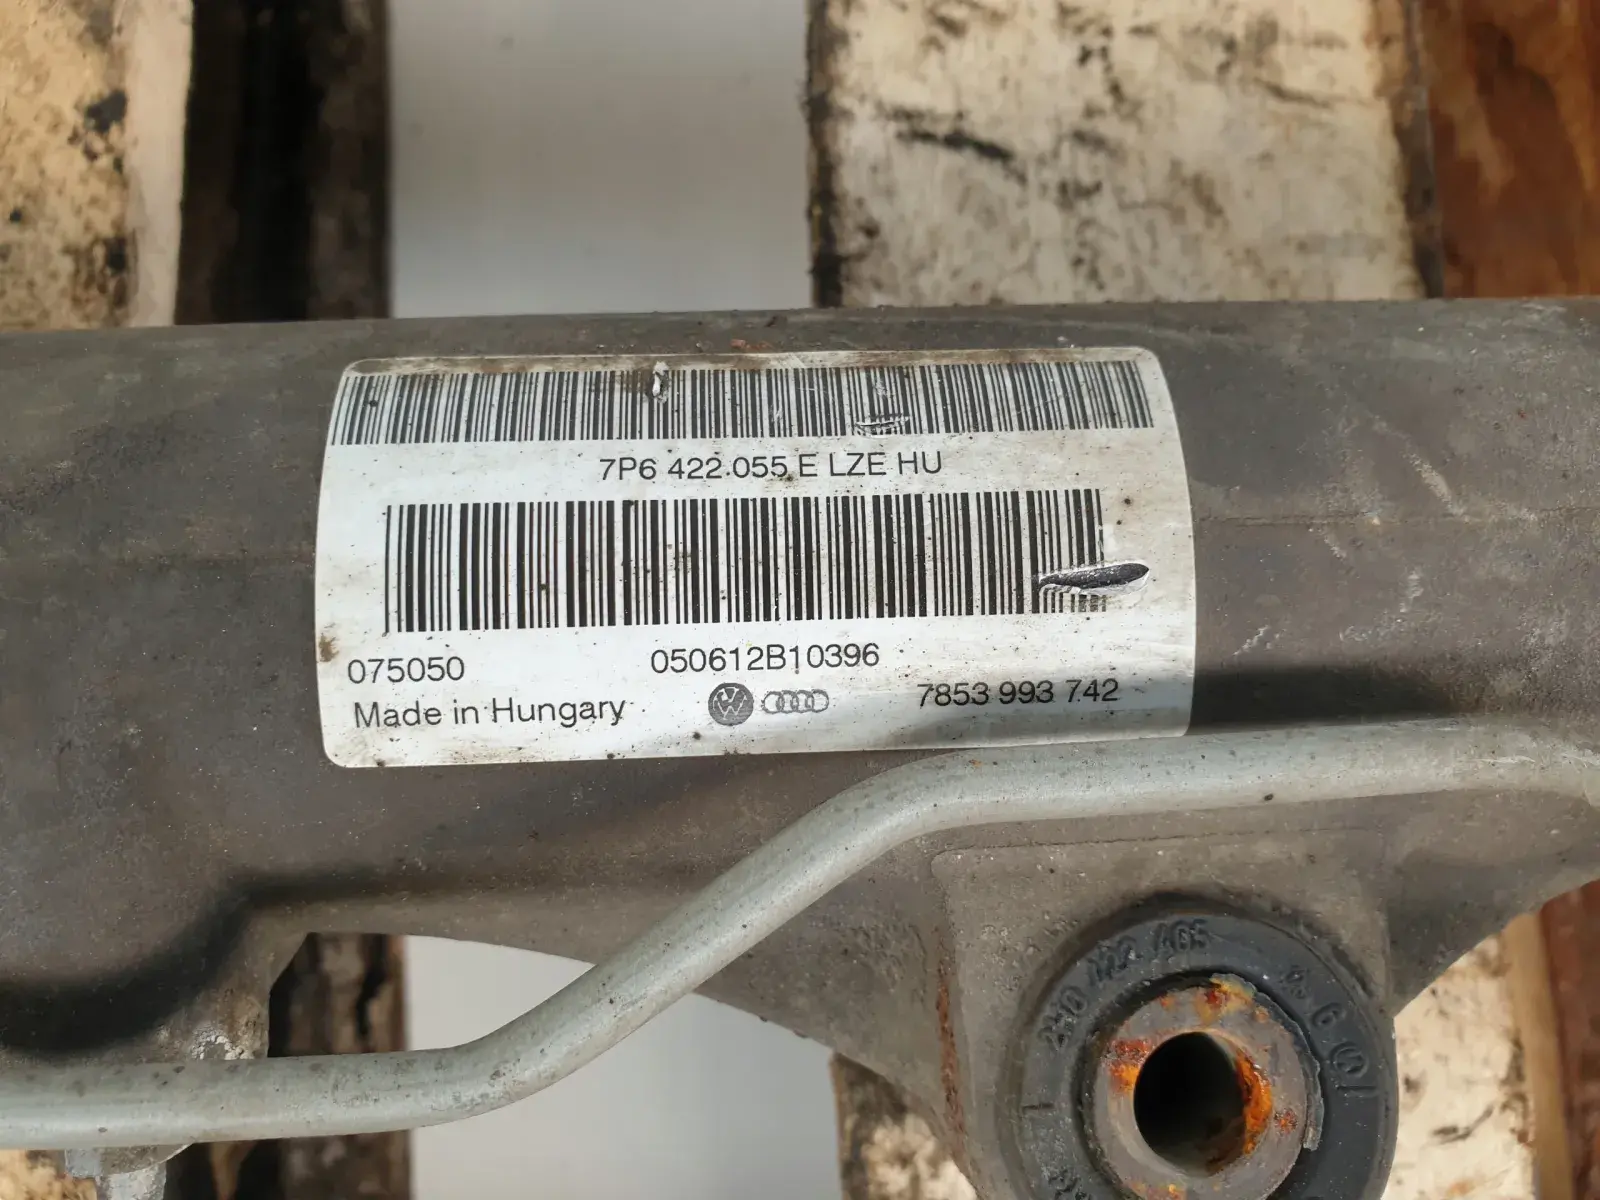 7P6 422.055 E LZE HU
075050 050612B10396
Made in Hungary 7853 993 742